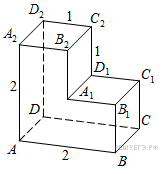 D₂ 1 C₂
A₂ B₂ 1
D₁ C₁
2 A₁
D B₁
C
A 2 B